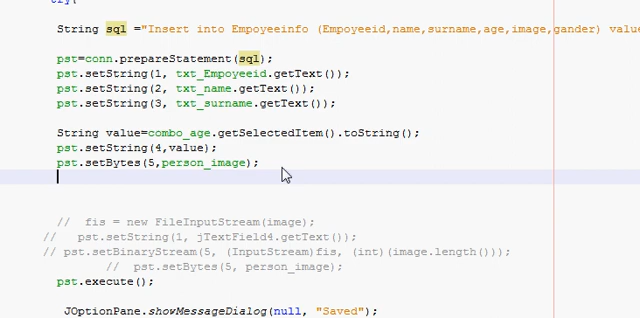 try{
String sql ="Insert into Empoyeeinfo (Empoyeeid,name,surname,age,image,gander) value
pst=conn.prepareStatement(sql);
pst.setString(1, txt_Empoyeeid.getText());
pst.setString(2, txt_name.getText());
pst.setString(3, txt_surname.getText());
String value=combo_age.getSelectedItem().toString();
pst.setString(4,value);
pst.setBytes(5,person_image);
//  fis = new FileInputStream(image);
//   pst.setString(1, jTextField4.getText());
// pst.setBinaryStream(5, (InputStream)fis, (int)(image.length()));
//  pst.setBytes(5, person_image);
pst.execute();
JOptionPane.showMessageDialog(null, "Saved");